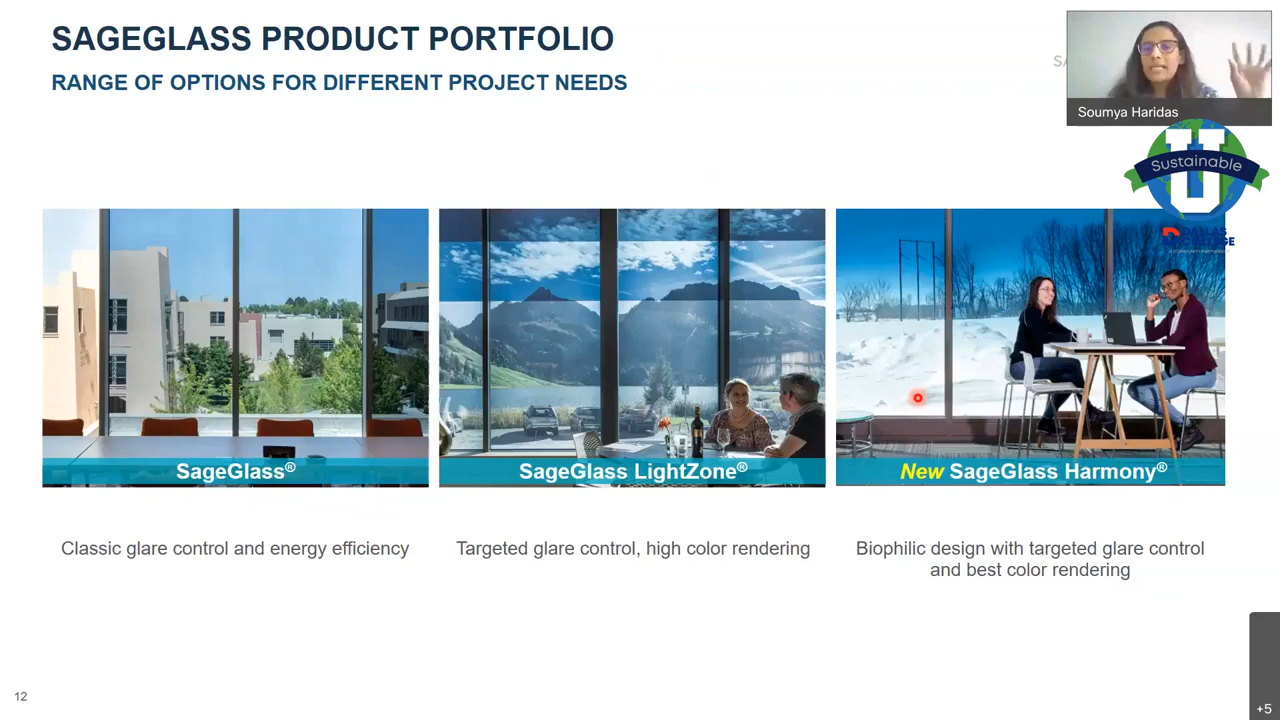 SAGEGLASS PRODUCT PORTFOLIO
RANGE OF OPTIONS FOR DIFFERENT PROJECT NEEDS
Soumya Haridas
Sustainable
U
SageGlass®
SageGlass LightZone®
New SageGlass Harmony®
Classic glare control and energy efficiency
Targeted glare control, high color rendering
Biophilic design with targeted glare control
and best color rendering
12
+5